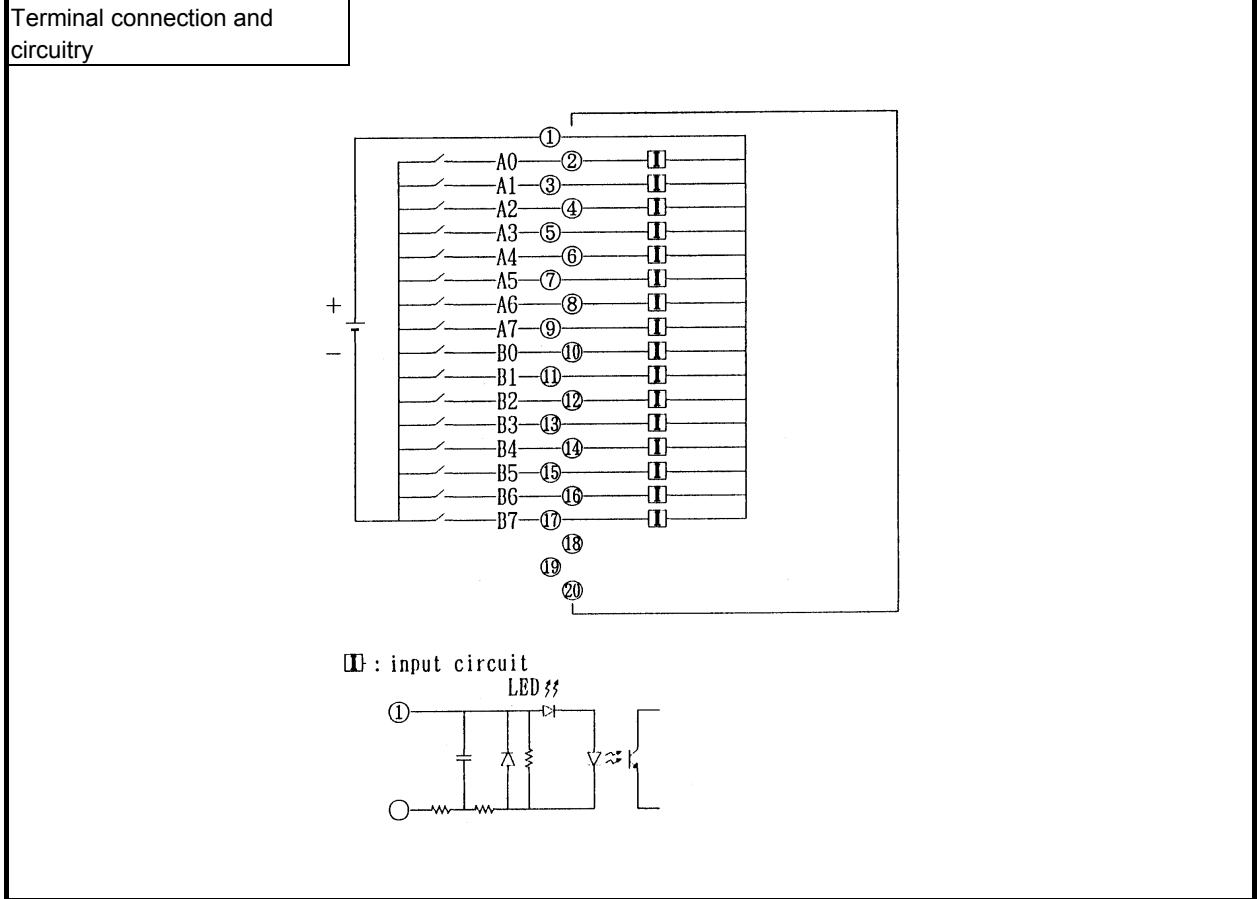 Terminal connection and
circuitry
①
A0 ②
A1 ③
A2 ④
A3 ⑤
A4 ⑥
A5 ⑦
+
A6 ⑧
A7 ⑨
−
B0 ⑩
B1 ⑪
B2 ⑫
B3 ⑬
B4 ⑭
B5 ⑮
B6 ⑯
B7 ⑰
⑱
⑲
⑳
I : input circuit
LED
①